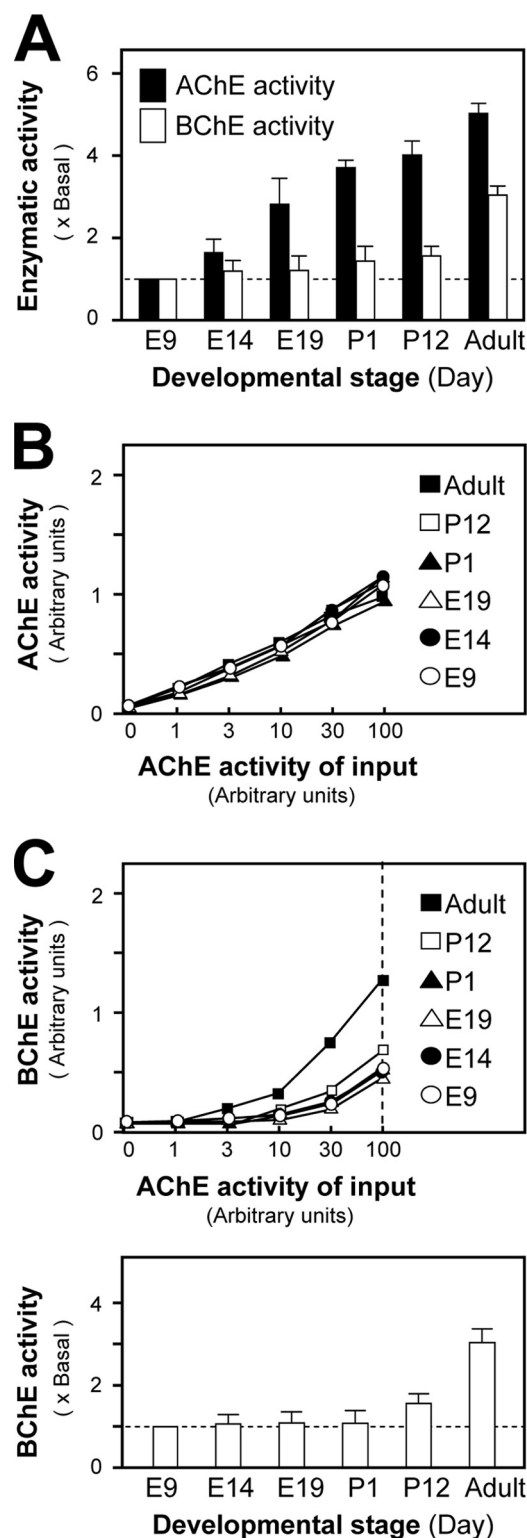 A
Enzymatic activity
( x Basal )
6
4
2
0
AChE activity
BChE activity
E9 E14 E19 P1 P12 Adult
Developmental stage (Day)
B
AChE activity
( Arbitrary units )
2
1
0
Adult
P12
P1
E19
E14
E9
0 1 3 10 30 100
AChE activity of input
(Arbitrary units)
C
BChE activity
( Arbitrary units )
2
1
0
Adult
P12
P1
E19
E14
E9
0 1 3 10 30 100
AChE activity of input
(Arbitrary units)
BChE activity
( x Basal )
4
2
0
E9 E14 E19 P1 P12 Adult
Developmental stage (Day)